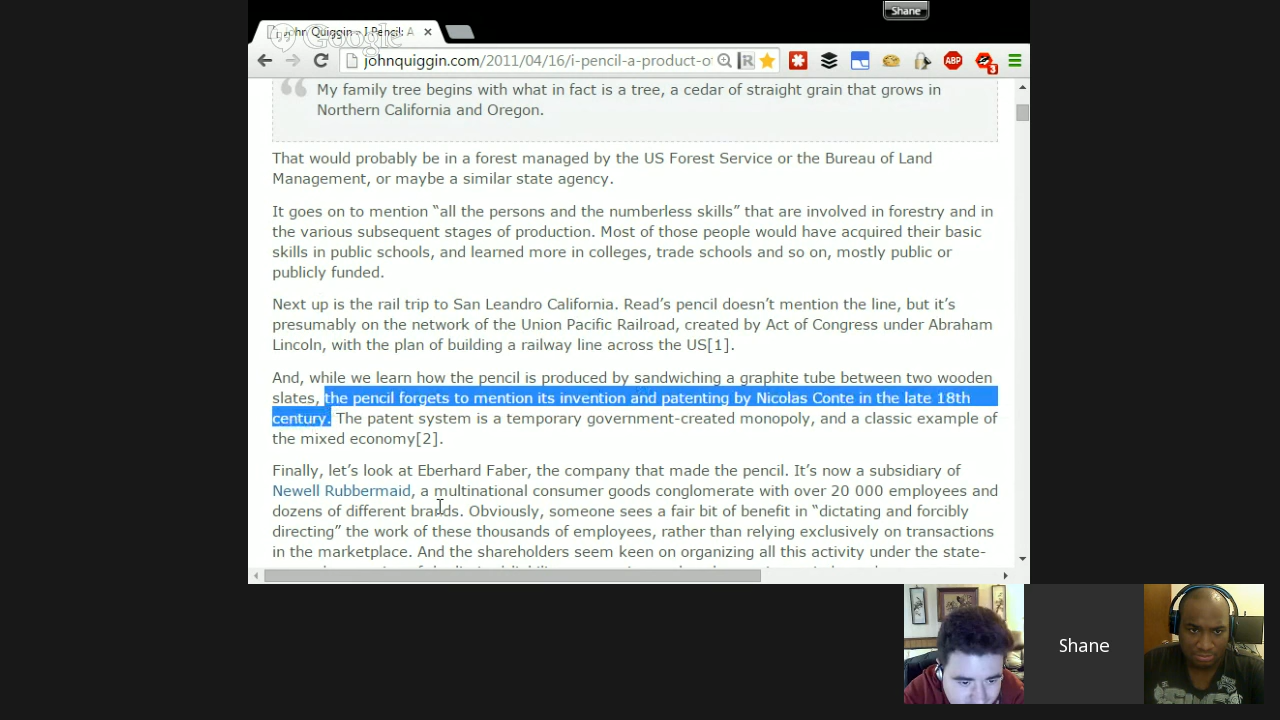 Shane
John Quiggin - I Pencil: A
Google
johnquiggin.com/2011/04/16/i-pencil-a-product-o
ABP
3
My family tree begins with what in fact is a tree, a cedar of straight grain that grows in
Northern California and Oregon.
That would probably be in a forest managed by the US Forest Service or the Bureau of Land
Management, or maybe a similar state agency.
It goes on to mention “all the persons and the numberless skills” that are involved in forestry and in
the various subsequent stages of production. Most of those people would have acquired their basic
skills in public schools, and learned more in colleges, trade schools and so on, mostly public or
publicly funded.
Next up is the rail trip to San Leandro California. Read’s pencil doesn’t mention the line, but it’s
presumably on the network of the Union Pacific Railroad, created by Act of Congress under Abraham
Lincoln, with the plan of building a railway line across the US[1].
And, while we learn how the pencil is produced by sandwiching a graphite tube between two wooden
slates, the pencil forgets to mention its invention and patenting by Nicolas Conte in the late 18th
century. The patent system is a temporary government-created monopoly, and a classic example of
the mixed economy[2].
Finally, let’s look at Eberhard Faber, the company that made the pencil. It’s now a subsidiary of
Newell Rubbermaid, a multinational consumer goods conglomerate with over 20 000 employees and
dozens of different brands. Obviously, someone sees a fair bit of benefit in “dictating and forcibly
directing” the work of these thousands of employees, rather than relying exclusively on transactions
in the marketplace. And the shareholders seem keen on organizing all this activity under the state-
Shane